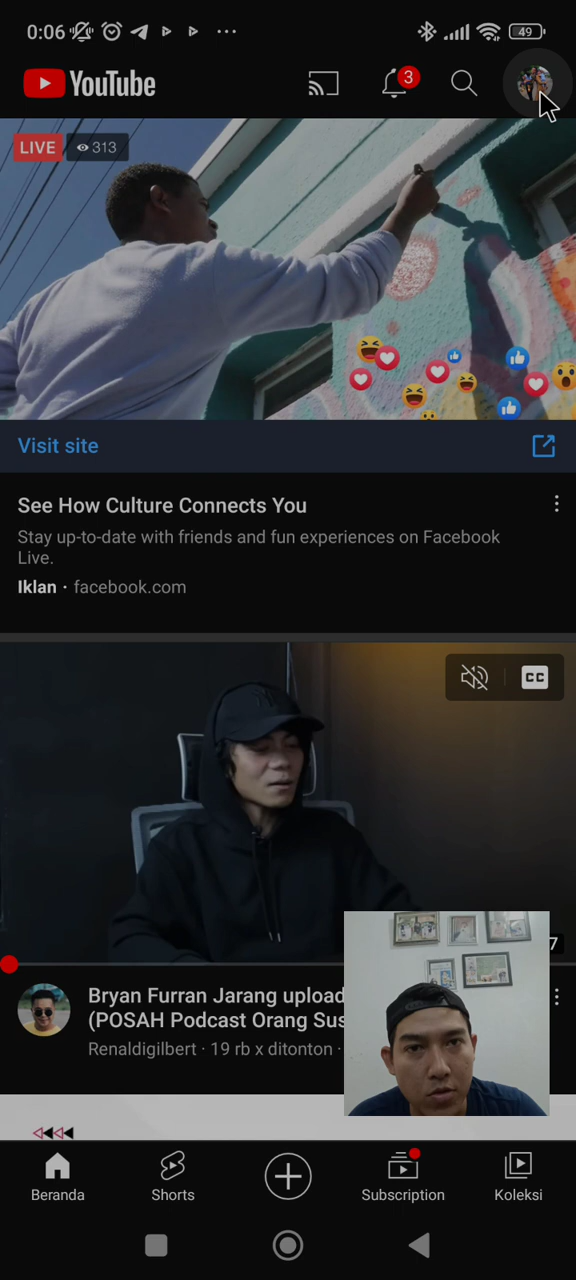 0:06
49
YouTube
3
LIVE 313
Visit site
See How Culture Connects You
Stay up-to-date with friends and fun experiences on Facebook
Live.
Iklan · facebook.com
CC
7
Bryan Furran Jarang upload
(POSAH Podcast Orang Sus
Renaldigilbert · 19 rb x ditonton ·
Beranda
Shorts
Subscription
Koleksi